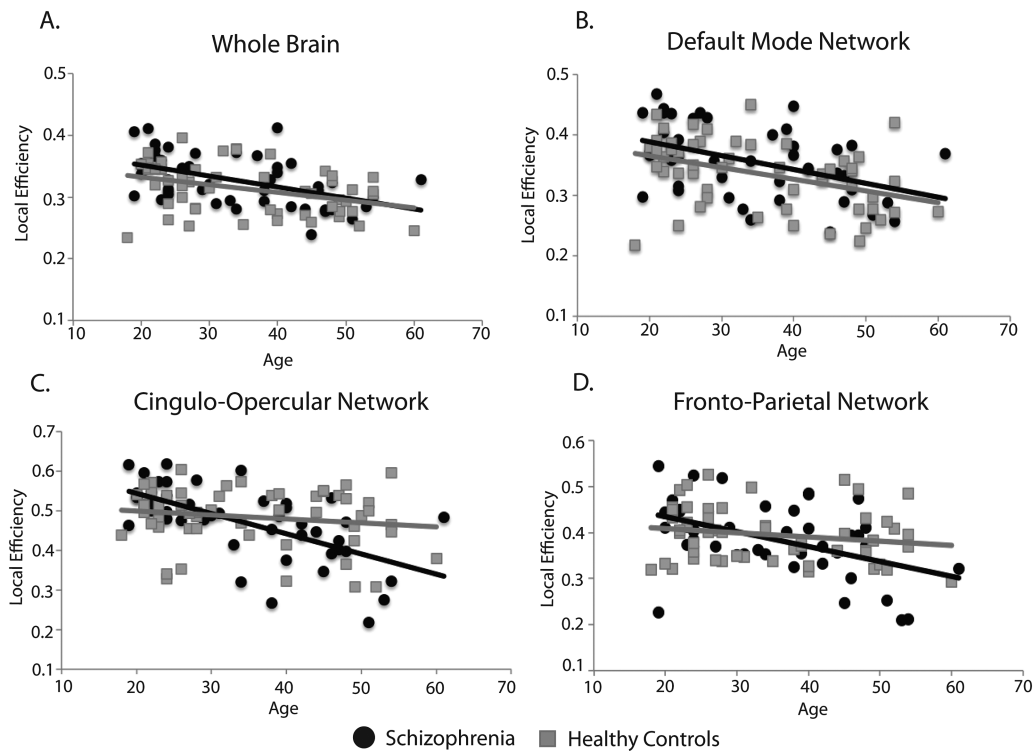 A.
Whole Brain
0.5
0.4
0.3
0.2
0.1
Local Efficiency
10 20 30 40 50 60 70
Age
B.
Default Mode Network
0.5
0.4
0.3
0.2
0.1
Local Efficiency
10 20 30 40 50 60 70
Age
C.
Cingulo-Opercular Network
0.7
0.6
0.5
0.4
0.3
0.2
0.1
Local Efficiency
10 20 30 40 50 60 70
Age
D.
Fronto-Parietal Network
0.6
0.5
0.4
0.3
0.2
0.1
Local Efficiency
10 20 30 40 50 60 70
Age
Schizophrenia Healthy Controls